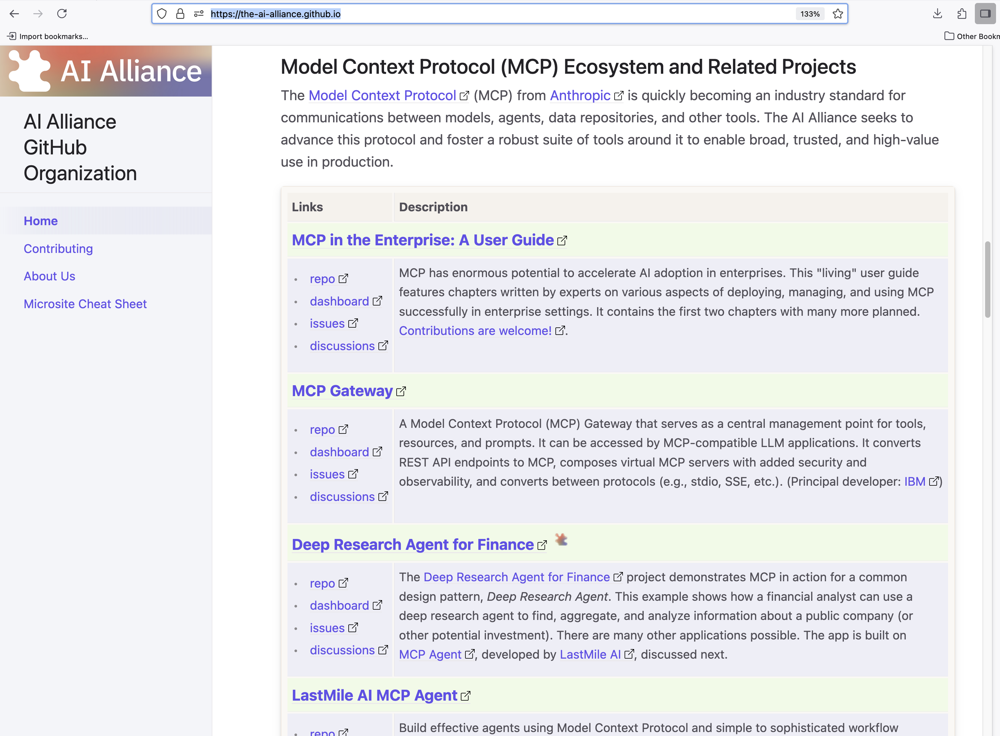 https://the-ai-alliance.github.io
133%
Import bookmarks...
Other Bookm
AI Alliance
AI Alliance
GitHub
Organization
Home
Contributing
About Us
Microsite Cheat Sheet
Model Context Protocol (MCP) Ecosystem and Related Projects
The Model Context Protocol (MCP) from Anthropic is quickly becoming an industry standard for
communications between models, agents, data repositories, and other tools. The AI Alliance seeks to
advance this protocol and foster a robust suite of tools around it to enable broad, trusted, and high-value
use in production.
Links
Description
MCP in the Enterprise: A User Guide
repo
dashboard
issues
discussions
MCP has enormous potential to accelerate AI adoption in enterprises. This "living" user guide
features chapters written by experts on various aspects of deploying, managing, and using MCP
successfully in enterprise settings. It contains the first two chapters with many more planned.
Contributions are welcome!.
MCP Gateway
repo
dashboard
issues
discussions
A Model Context Protocol (MCP) Gateway that serves as a central management point for tools,
resources, and prompts. It can be accessed by MCP-compatible LLM applications. It converts
REST API endpoints to MCP, composes virtual MCP servers with added security and
observability, and converts between protocols (e.g., stdio, SSE, etc.). (Principal developer: IBM)
Deep Research Agent for Finance
repo
dashboard
issues
discussions
The Deep Research Agent for Finance project demonstrates MCP in action for a common
design pattern, Deep Research Agent. This example shows how a financial analyst can use a
deep research agent to find, aggregate, and analyze information about a public company (or
other potential investment). There are many other applications possible. The app is built on
MCP Agent, developed by LastMile AI, discussed next.
LastMile AI MCP Agent
repo
Build effective agents using Model Context Protocol and simple to sophisticated workflow